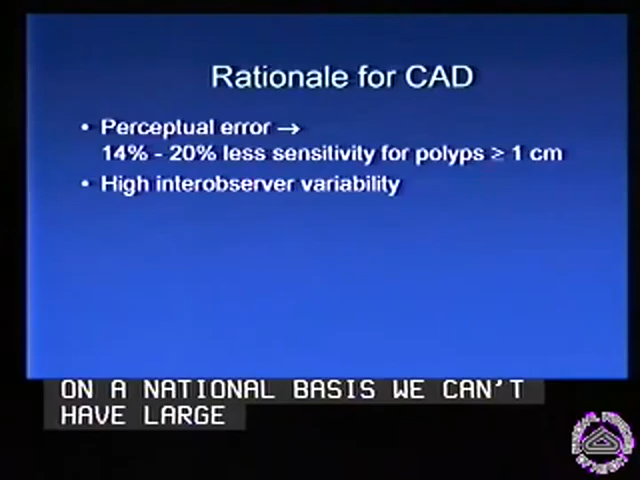 Rationale for CAD
• Perceptual error →
14% - 20% less sensitivity for polyps ≥ 1 cm
• High interobserver variability
ON A NATIONAL BASIS WE CAN'T
HAVE LARGE